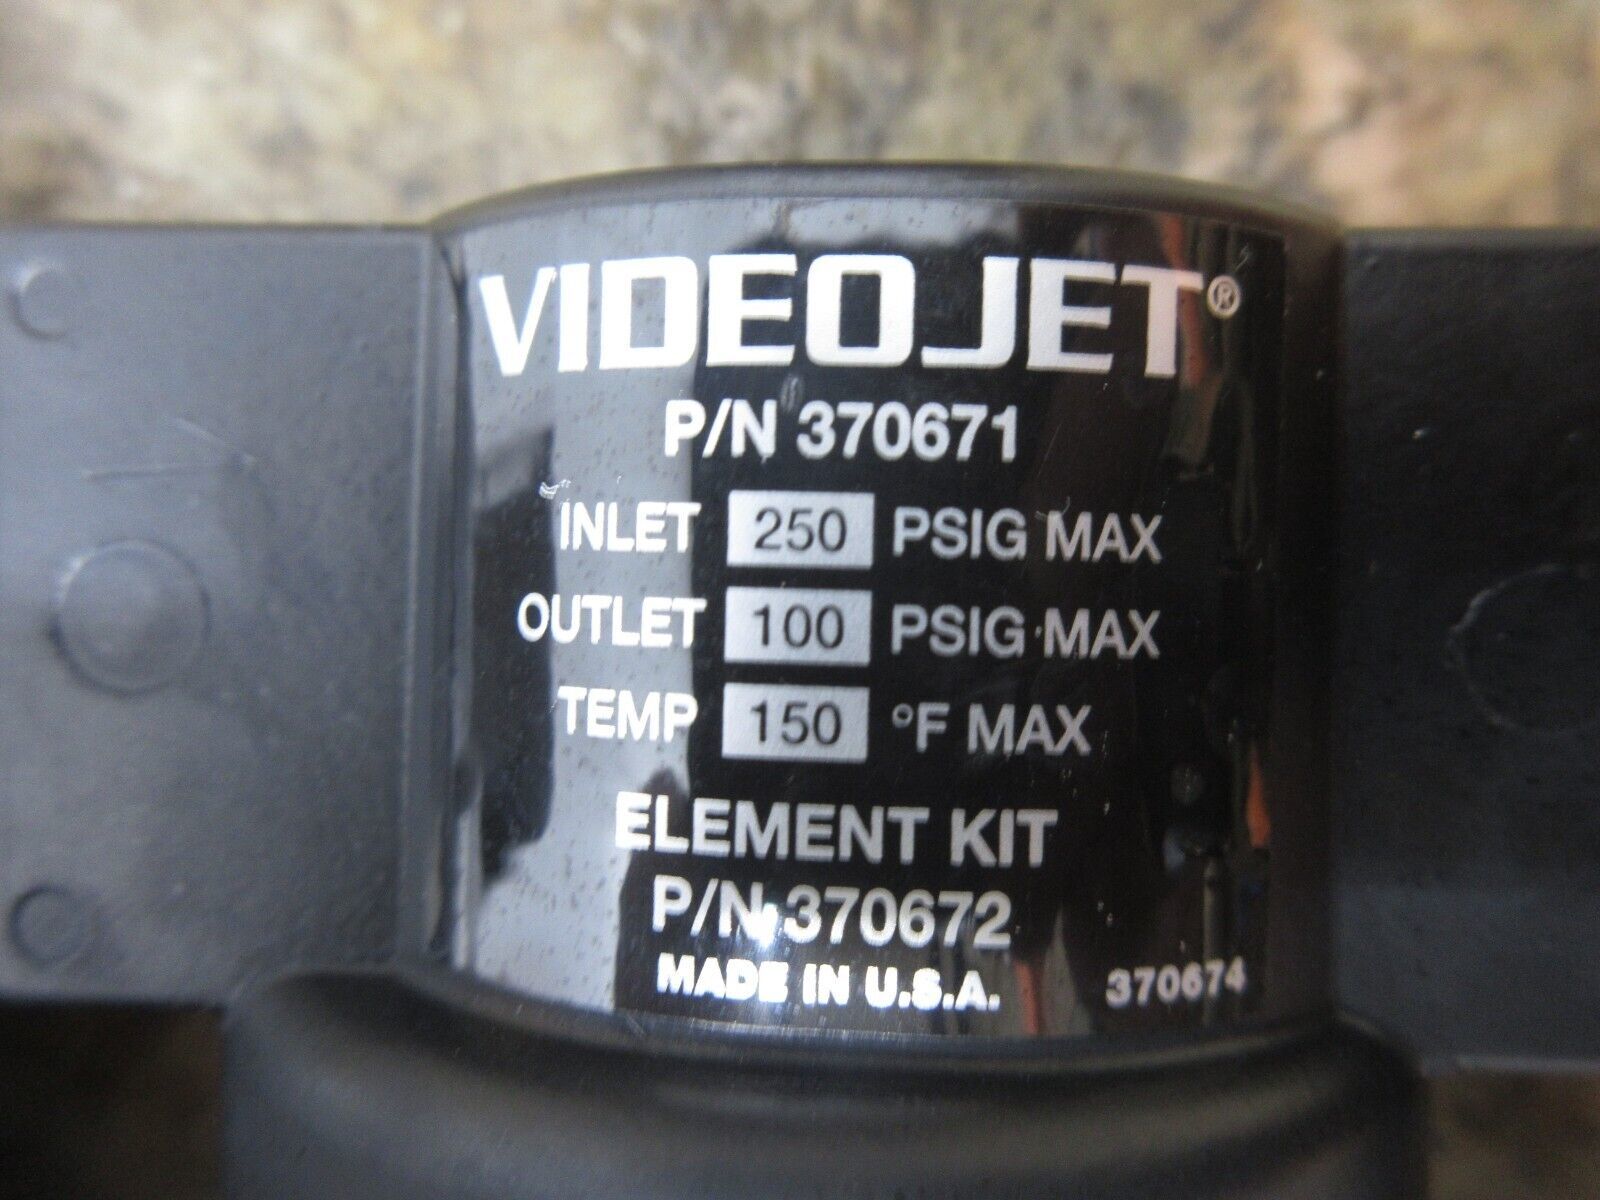 VIDEOJET®
P/N 370671
INLET 250 PSIG MAX
OUTLET 100 PSIG MAX
TEMP 150 °F MAX
ELEMENT KIT
P/N 370672
MADE IN U.S.A. 370674